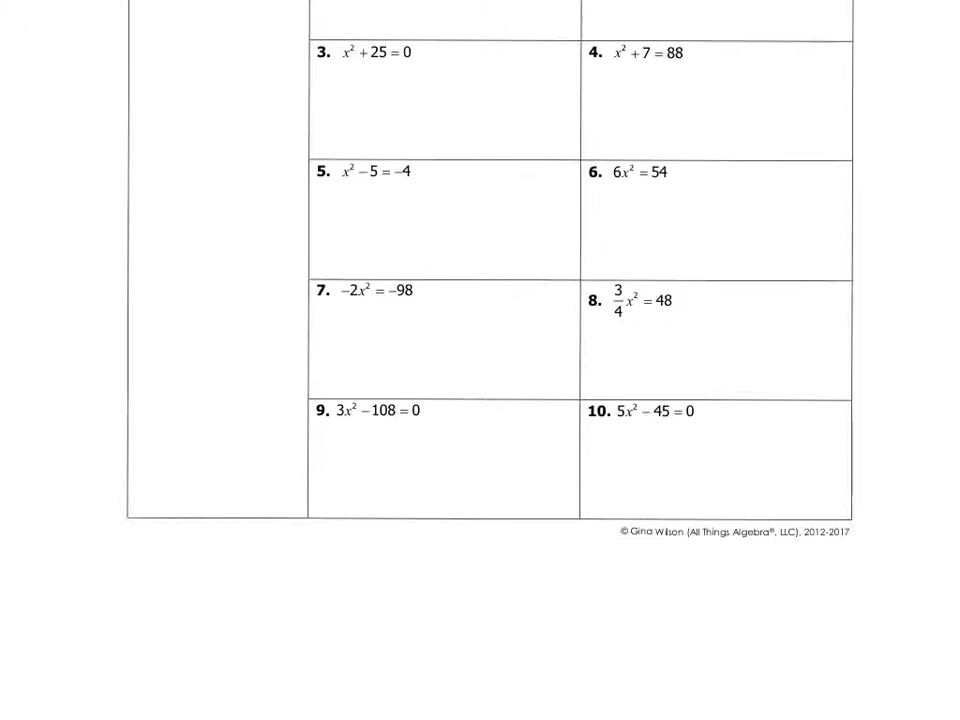 3. x² + 25 = 0
4. x² + 7 = 88
5. x² − 5 = −4
6. 6x² = 54
7. −2x² = −98
8. 3/4 x² = 48
9. 3x² − 108 = 0
10. 5x² − 45 = 0
© Gina Wilson (All Things Algebra®, LLC), 2012-2017